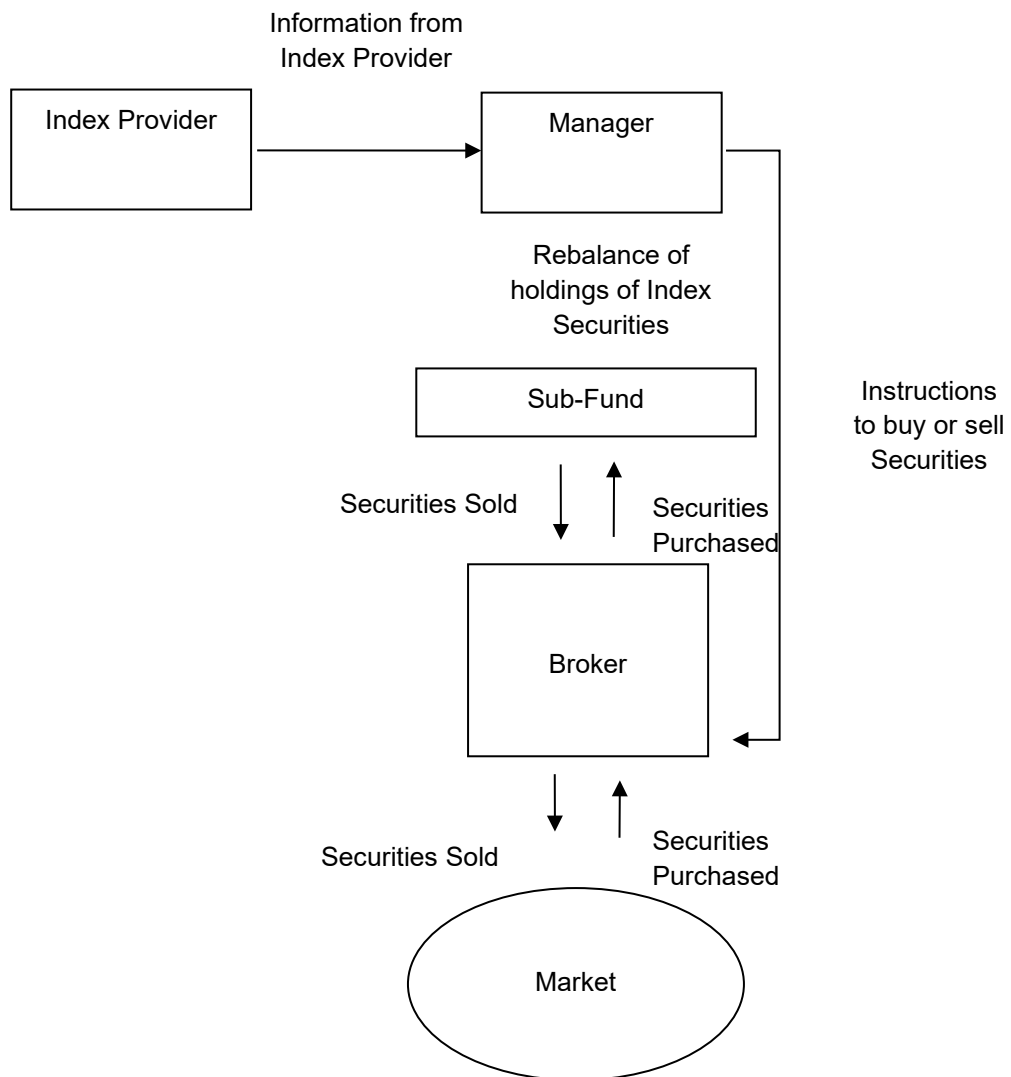 Information from
Index Provider
Index Provider
Manager
Rebalance of
holdings of Index
Securities
Sub-Fund
Instructions
to buy or sell
Securities
Securities Sold
Securities
Purchased
Broker
Securities Sold
Securities
Purchased
Market